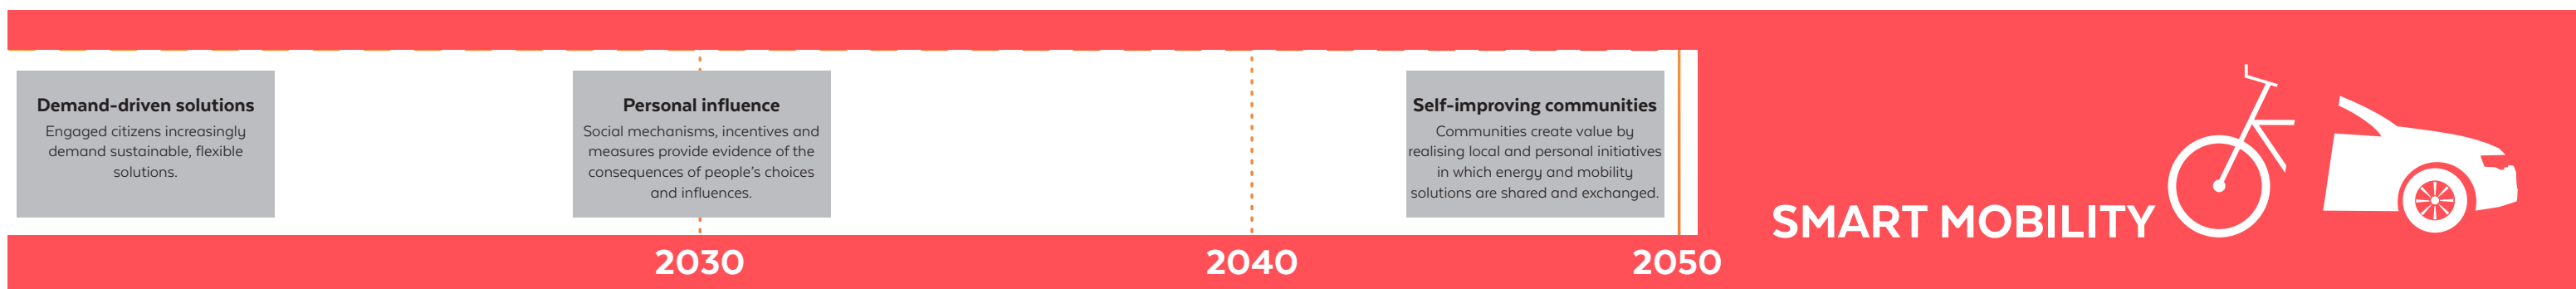 Demand-driven solutions
Engaged citizens increasingly
demand sustainable, flexible
solutions.
Personal influence
Social mechanisms, incentives and
measures provide evidence of the
consequences of people’s choices
and influences.
Self-improving communities
Communities create value by
realising local and personal initiatives
in which energy and mobility
solutions are shared and exchanged.
SMART MOBILITY
2030
2040
2050